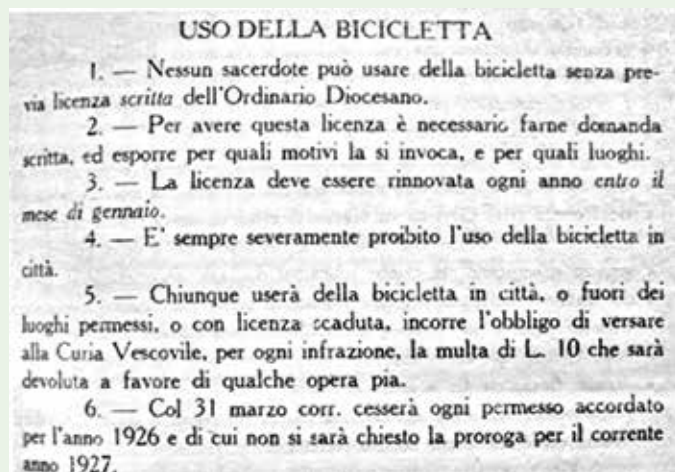 USO DELLA BICICLETTA
1. — Nessun sacerdote può usare della bicicletta senza pre-
via licenza scritta dell'Ordinario Diocesano.
2. — Per avere questa licenza è necessario farne domanda
scritta, ed esporre per quali motivi la si invoca, e per quali luoghi.
3. — La licenza deve essere rinnovata ogni anno entro il
mese di gennaio.
4. — E' sempre severamente proibito l'uso della bicicletta in
città.
5. — Chiunque userà della bicicletta in città, o fuori dei
luoghi permessi, o con licenza scaduta, incorre l'obbligo di versare
alla Curia Vescovile, per ogni infrazione, la multa di L. 10 che sarà
devoluta a favore di qualche opera pia.
6. — Col 31 marzo corr. cesserà ogni permesso accordato
per l'anno 1926 e di cui non si sarà chiesto la proroga per il corrente
anno 1927.